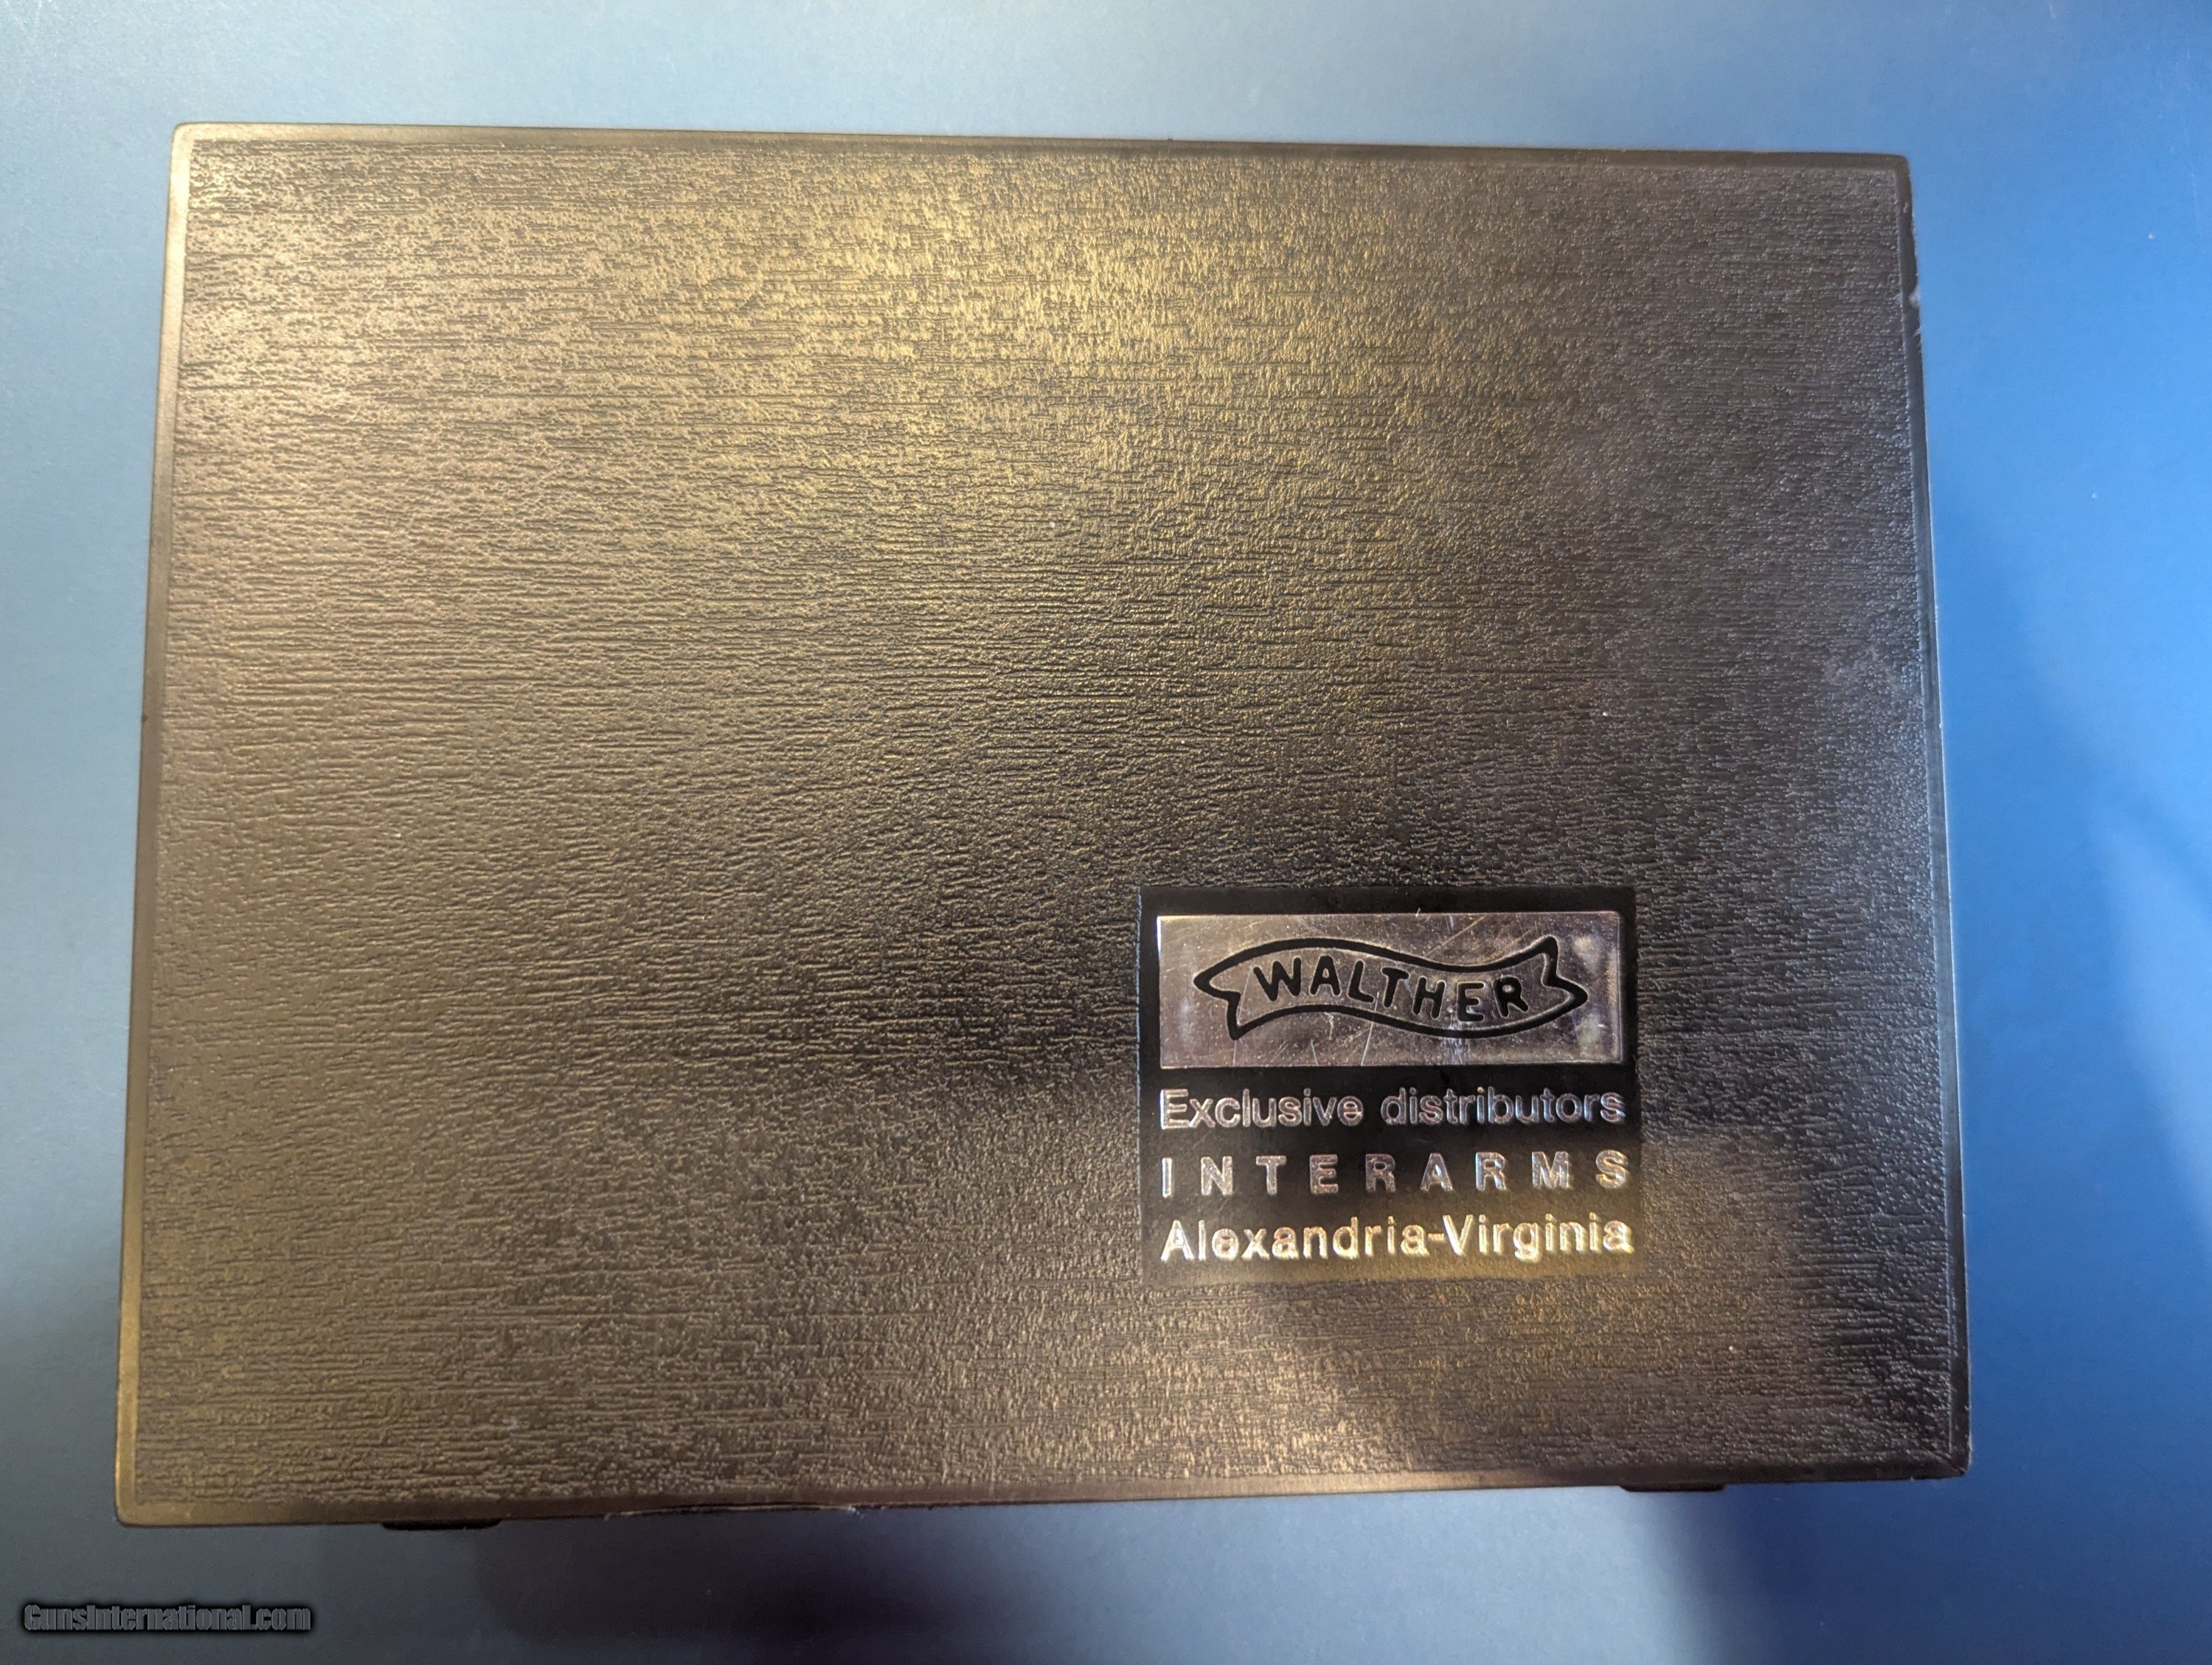 WALTHER
Exclusive distributors
INTERARMS
Alexandria-Virginia
GunsInternational.com